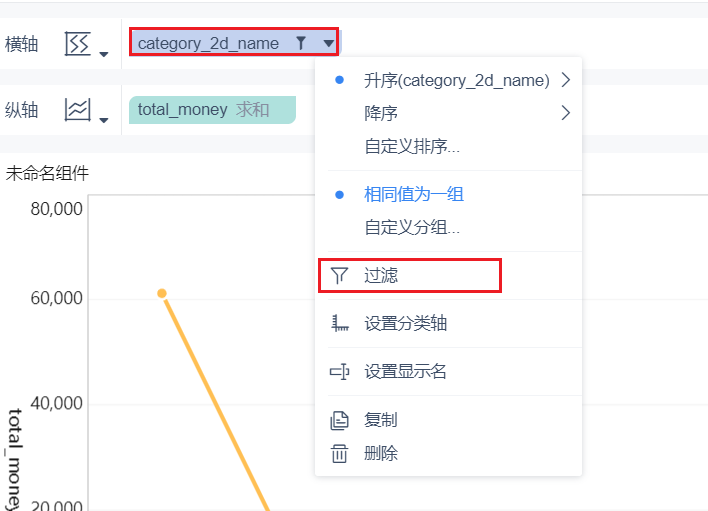 横轴
category_2d_name
纵轴
total_money 求和
升序(category_2d_name)
降序
自定义排序...
相同值为一组
自定义分组...
过滤
设置分类轴
设置显示名
复制
删除
未命名组件
80,000
60,000
40,000
20,000
total_money